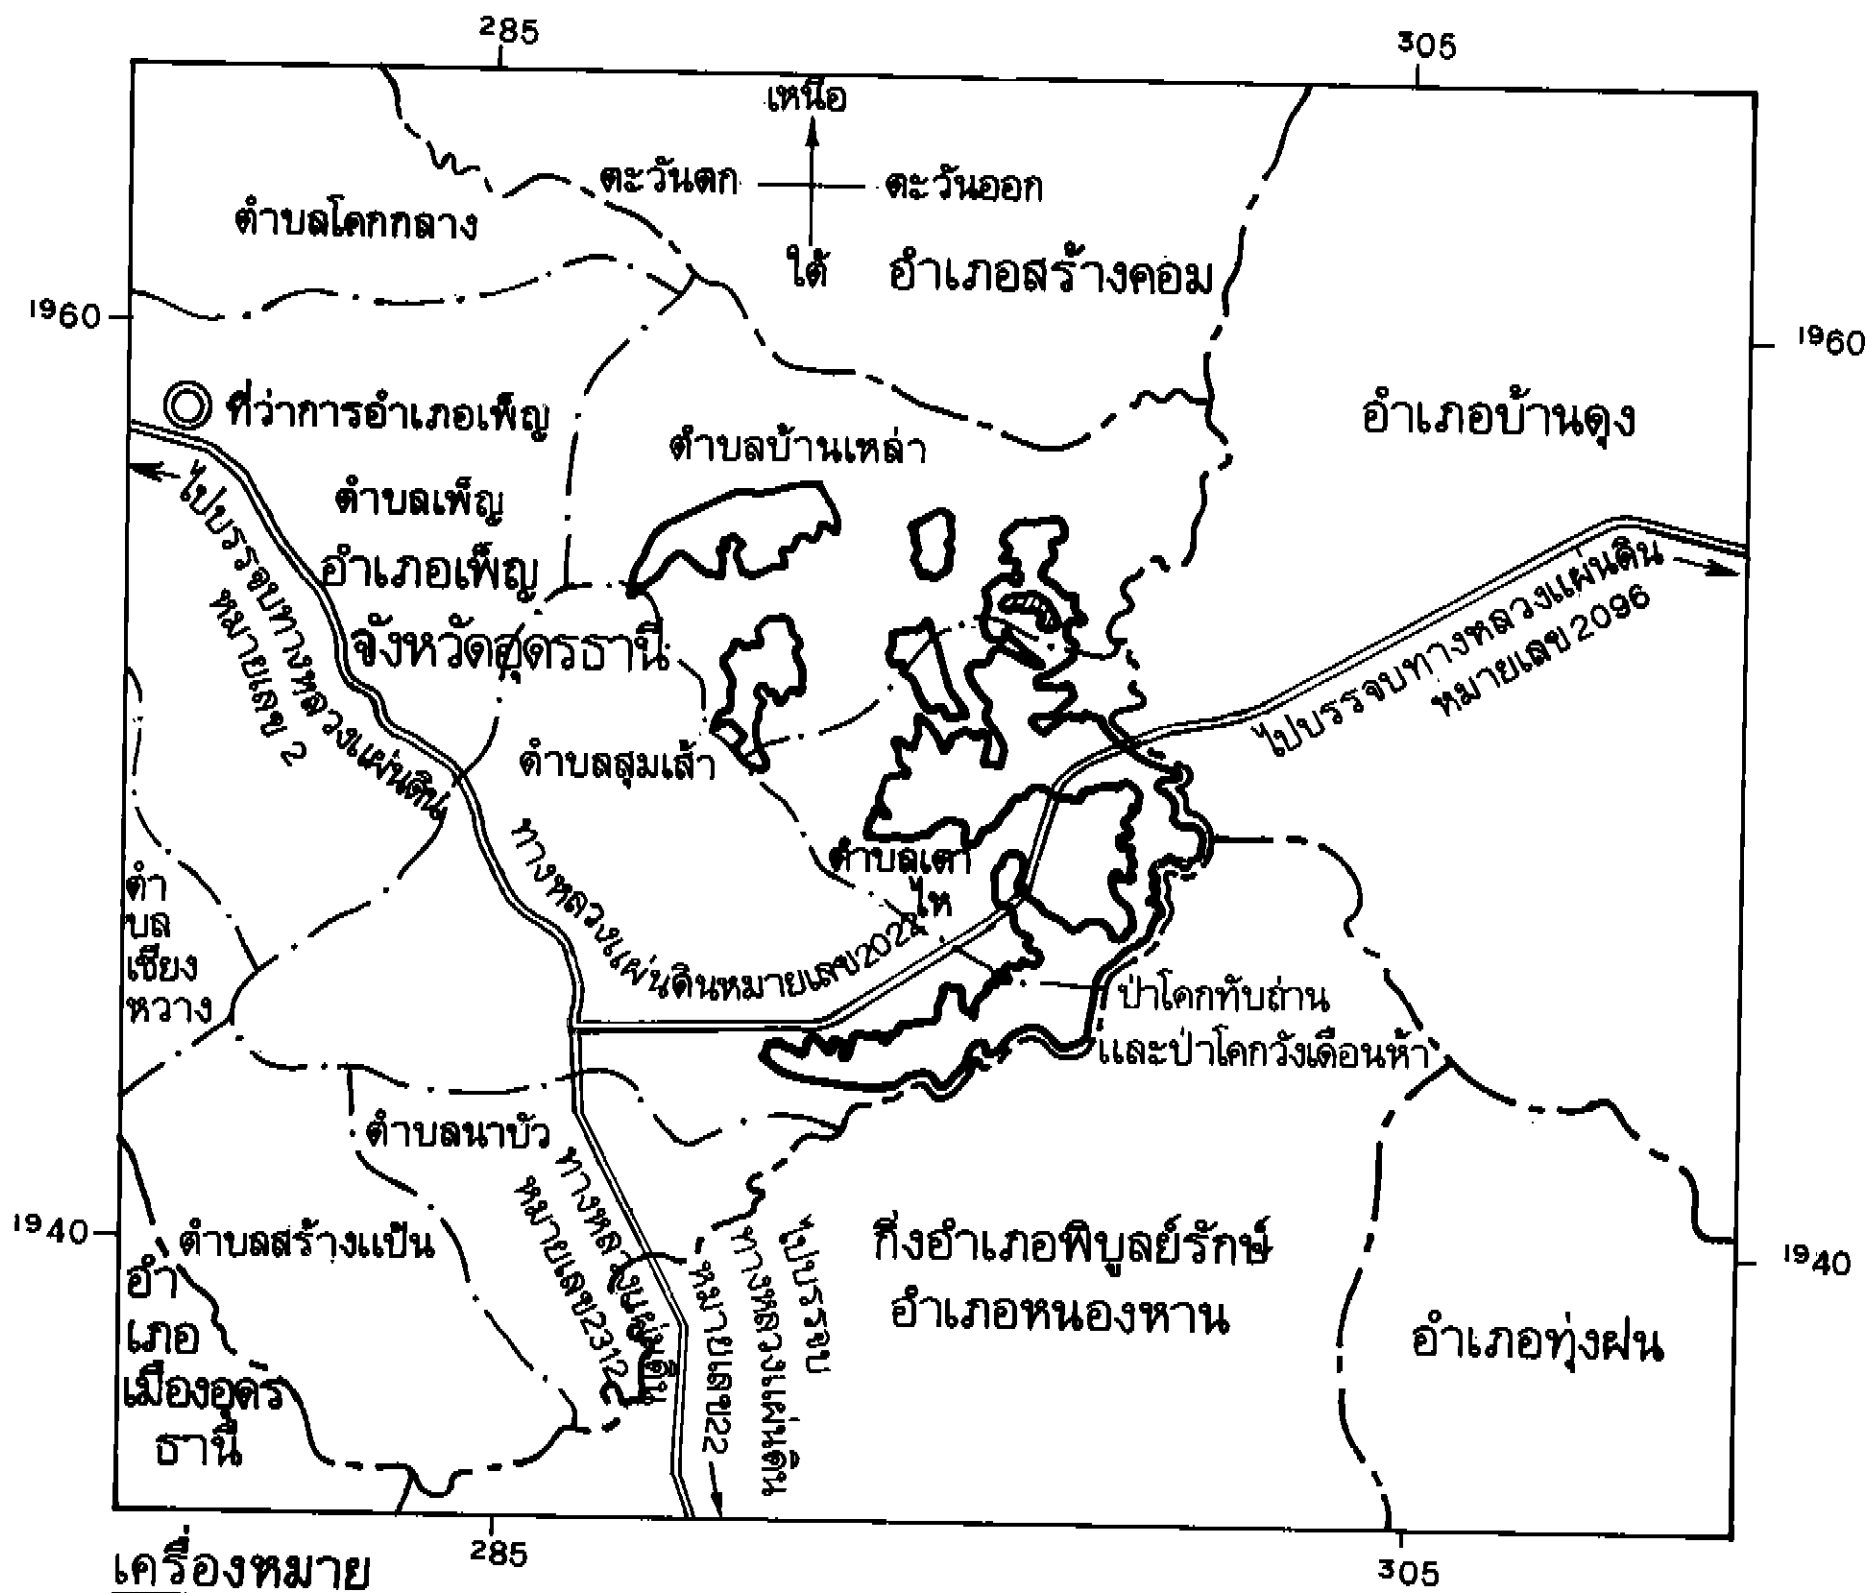 285
305
เหนือ
ตะวันตก
ตะวันออก
ใต้
ตำบลโคกกลาง
อำเภอสร้างคอม
1960
1960
ที่ว่าการอำเภอเพ็ญ
อำเภอบ้านดุง
ตำบลบ้านเหล่า
ตำบลเพ็ญ
อำเภอเพ็ญ
จังหวัดอุดรธานี
ไปบรรจบทางหลวงแผ่นดิน
หมายเลข 2
ไปบรรจบทางหลวงแผ่นดิน
หมายเลข 2096
ตำบลสุมเส้า
ตำบลเตา
ไห
ทางหลวงแผ่นดินหมายเลข2022
ตำ
บล
เชียง
หวาง
ป่าโคกทับถ่าน
และป่าโคกวังเดือนห้า
ตำบลนาบัว
ทางหลวงแผ่นดิน
หมายเลข2312
ไปบรรจบ
ทางหลวงแผ่นดิน
หมายเลข22
1940
ตำบลสร้างแป้น
กิ่งอำเภอพิบูลย์รักษ์
อำเภอหนองหาน
1940
อำ
เภอ
เมืองอุดร
ธานี
อำเภอทุ่งฝน
285
305
เครื่องหมาย